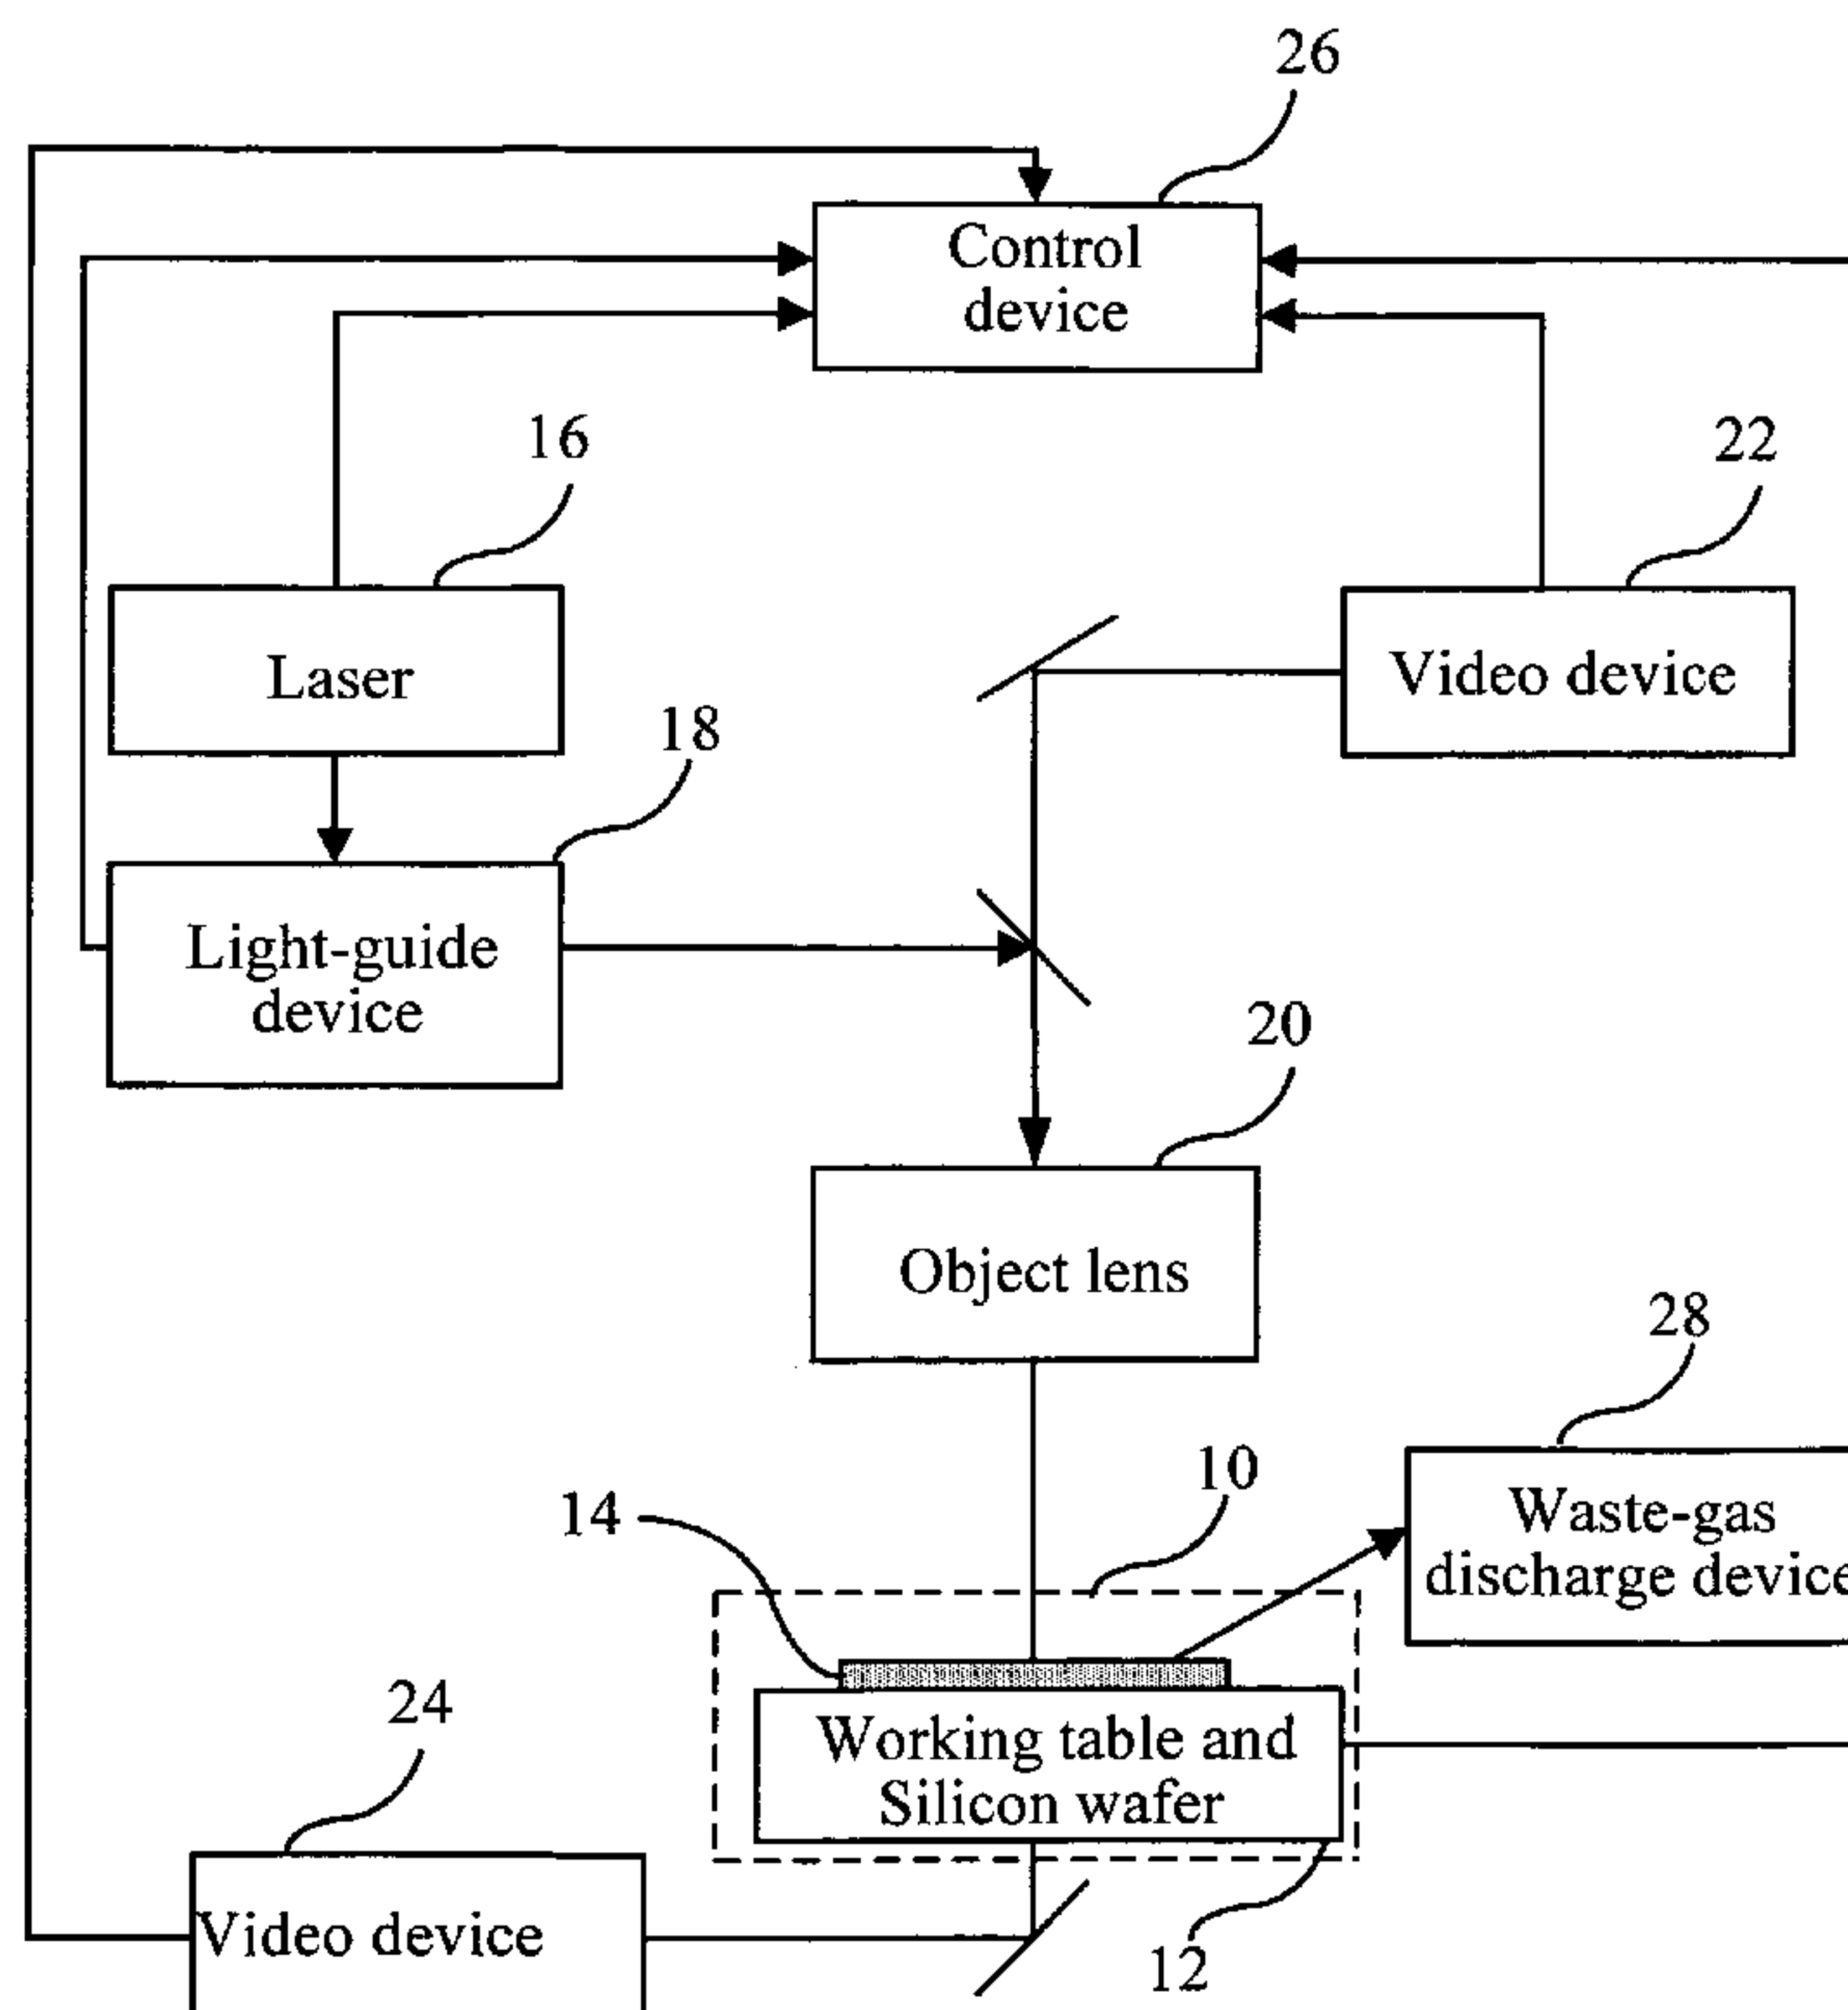 26
Control
device
16
22
Laser
Video device
18
Light-guide
device
20
Object lens
28
10
14
Waste-gas
discharge device
24
Working table and
Silicon wafer
Video device
12